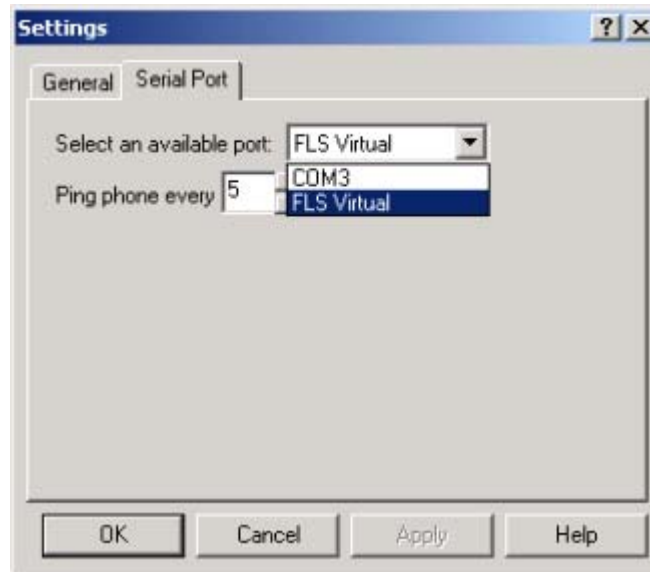 Settings
General Serial Port
Select an available port: FLS Virtual
COM3
Ping phone every 5
FLS Virtual
OK Cancel Apply Help